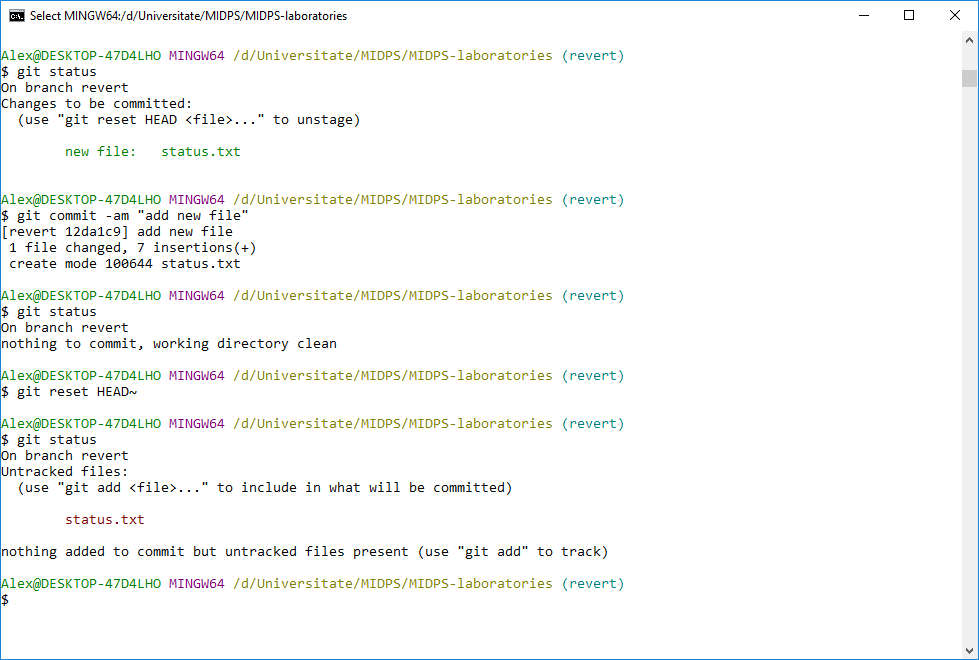 Select MINGW64:/d/Universitate/MIDPS/MIDPS-laboratories
Alex@DESKTOP-47D4LHO MINGW64 /d/Universitate/MIDPS/MIDPS-laboratories (revert)
$ git status
On branch revert
Changes to be committed:
  (use "git reset HEAD <file>..." to unstage)
        new file:   status.txt
Alex@DESKTOP-47D4LHO MINGW64 /d/Universitate/MIDPS/MIDPS-laboratories (revert)
$ git commit -am "add new file"
[revert 12da1c9] add new file
 1 file changed, 7 insertions(+)
 create mode 100644 status.txt
Alex@DESKTOP-47D4LHO MINGW64 /d/Universitate/MIDPS/MIDPS-laboratories (revert)
$ git status
On branch revert
nothing to commit, working directory clean
Alex@DESKTOP-47D4LHO MINGW64 /d/Universitate/MIDPS/MIDPS-laboratories (revert)
$ git reset HEAD~
Alex@DESKTOP-47D4LHO MINGW64 /d/Universitate/MIDPS/MIDPS-laboratories (revert)
$ git status
On branch revert
Untracked files:
  (use "git add <file>..." to include in what will be committed)
        status.txt
nothing added to commit but untracked files present (use "git add" to track)
Alex@DESKTOP-47D4LHO MINGW64 /d/Universitate/MIDPS/MIDPS-laboratories (revert)
$